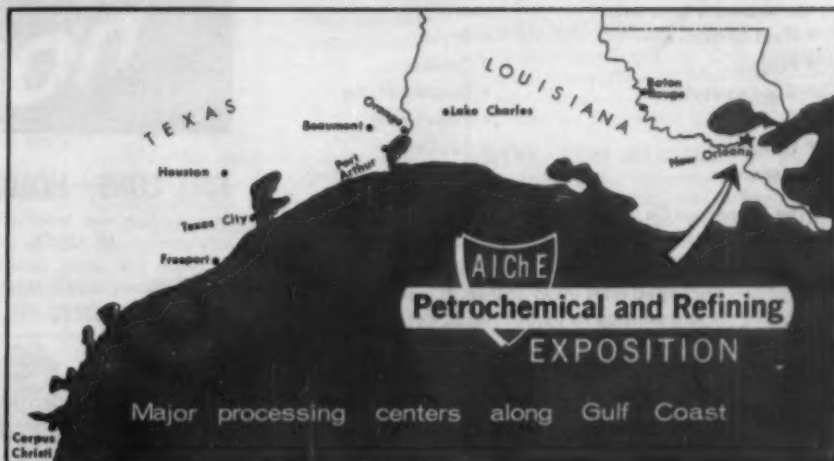 TEXAS
LOUISIANA
Baton
Rouge
Orange
Lake Charles
Beaumont
New Orleans
Port
Arthur
Houston
Texas City
Freeport
AIChE
Petrochemical and Refining
EXPOSITION
Major processing centers along Gulf Coast
Corpus
Christi